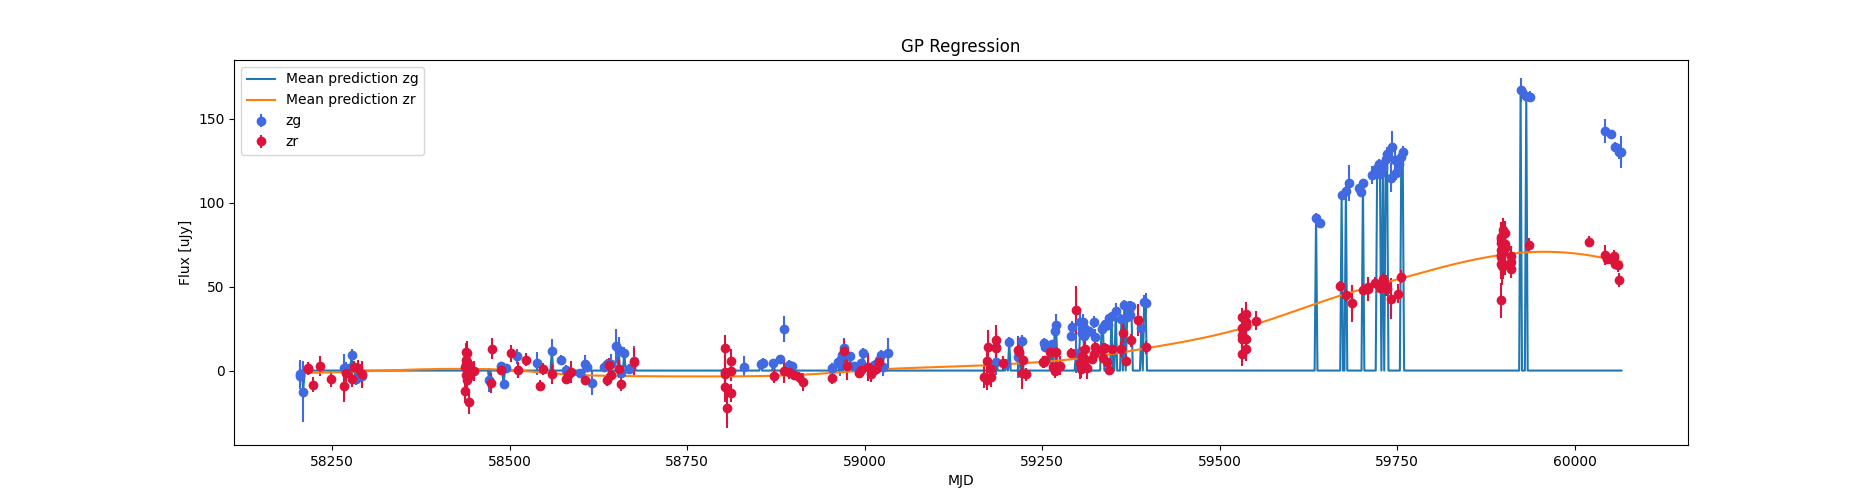 GP Regression
Mean prediction zg
Mean prediction zr
zg
zr
Flux [uJy]
150
100
50
0
58250
58500
58750
59000
59250
59500
59750
60000
MJD